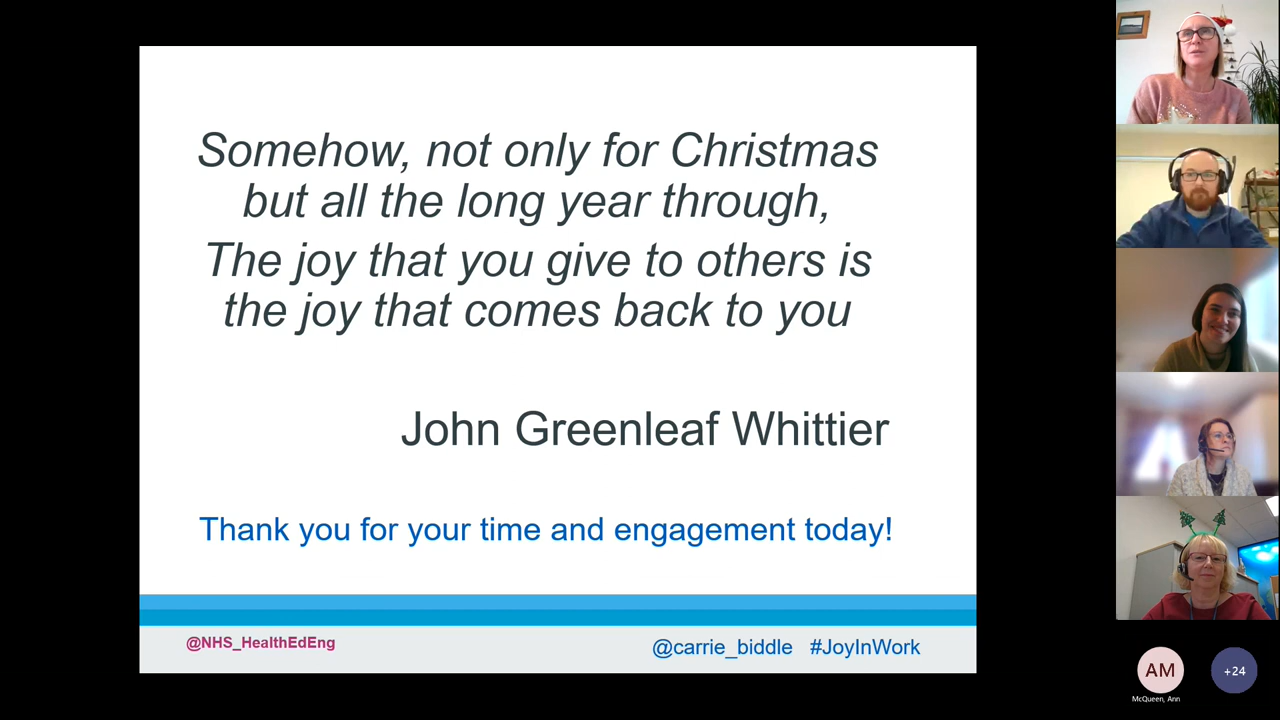 Somehow, not only for Christmas
but all the long year through,
The joy that you give to others is
the joy that comes back to you
John Greenleaf Whittier
Thank you for your time and engagement today!
@NHS_HealthEdEng
@carrie_biddle #JoyInWork
AM
+24
McQueen, Ann